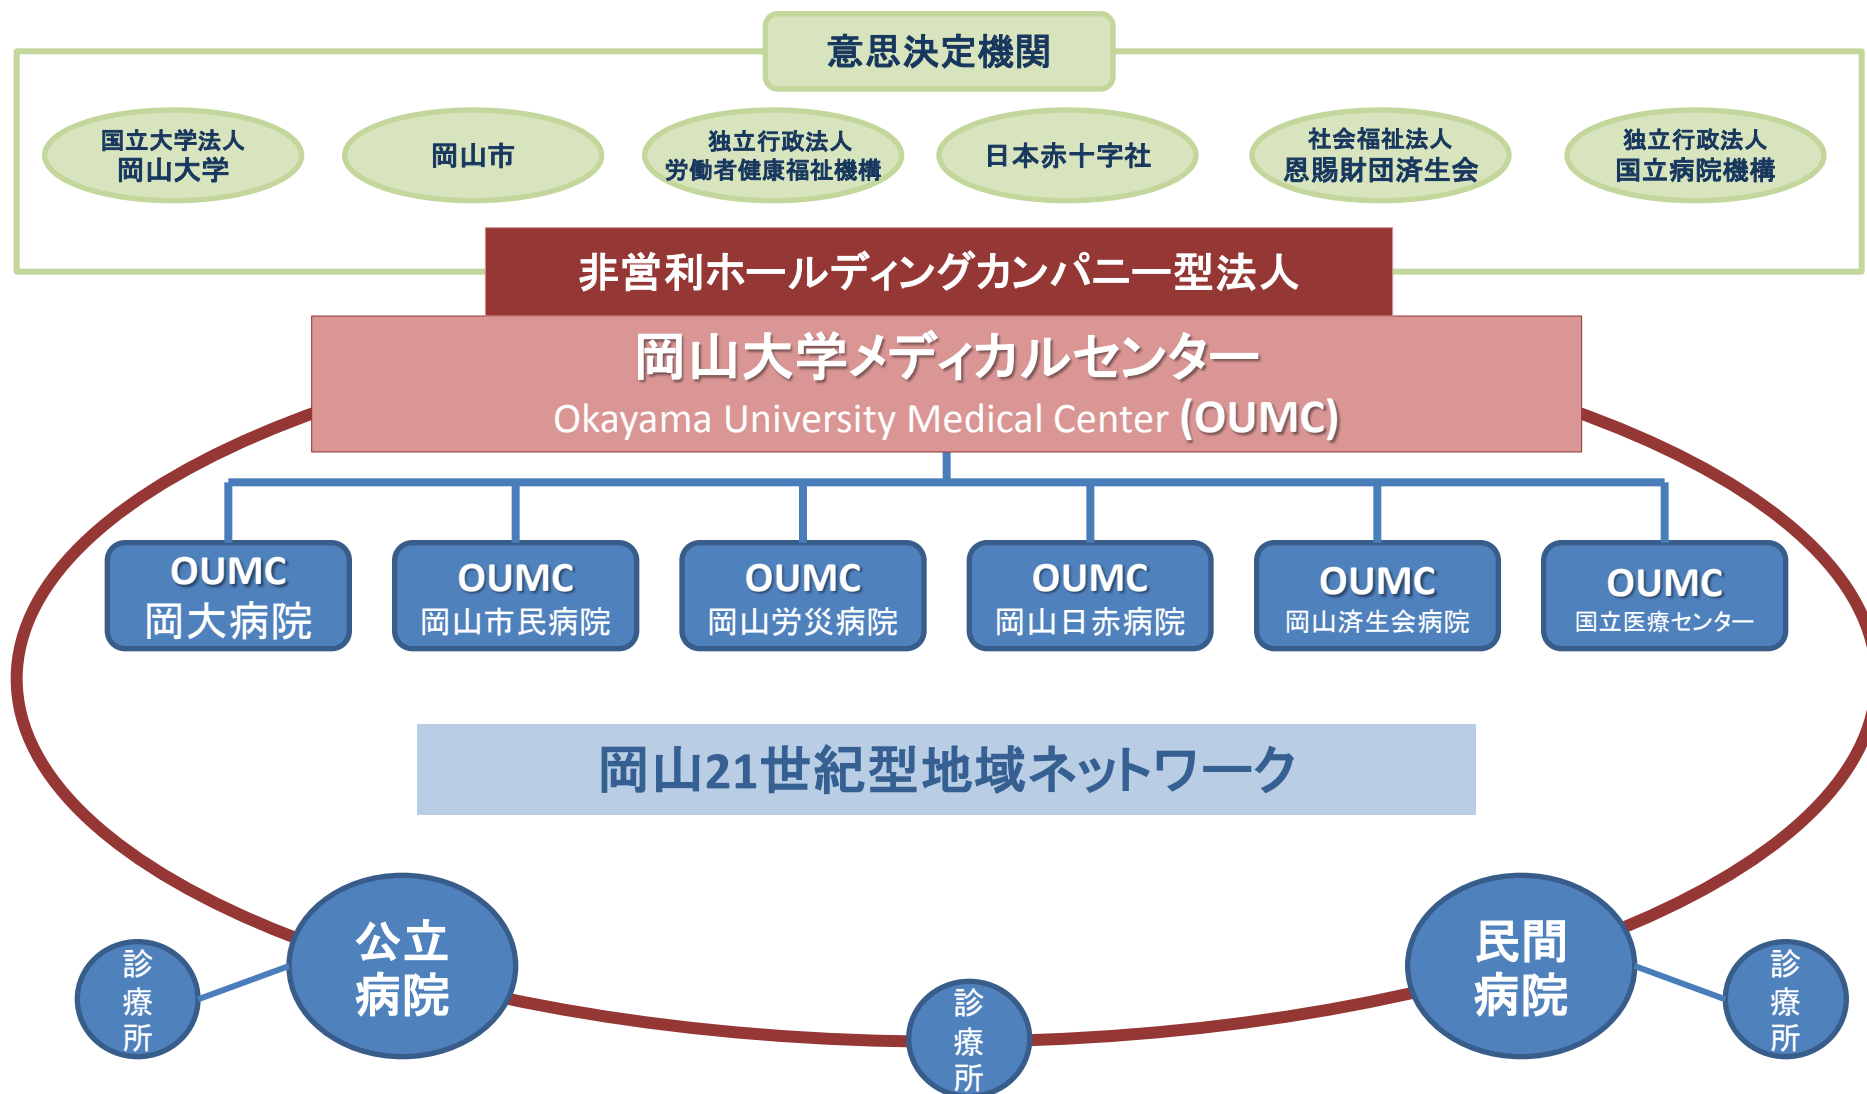 意思決定機関
国立大学法人
岡山大学
岡山市
独立行政法人
労働者健康福祉機構
日本赤十字社
社会福祉法人
恩賜財団済生会
独立行政法人
国立病院機構
非営利ホールディングカンパニー型法人
岡山大学メディカルセンター
Okayama University Medical Center (OUMC)
OUMC
岡大病院
OUMC
岡山市民病院
OUMC
岡山労災病院
OUMC
岡山日赤病院
OUMC
岡山済生会病院
OUMC
国立医療センター
岡山21世紀型地域ネットワーク
公立
病院
民間
病院
診療所
診療所
診療所